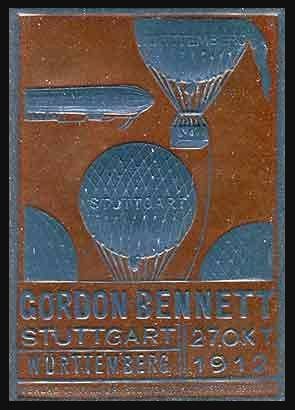 WÜRTTEMBERG
STUTTGART
GORDON BENNETT
STUTTGART 27.OKT
WÜRTTEMBERG 1912